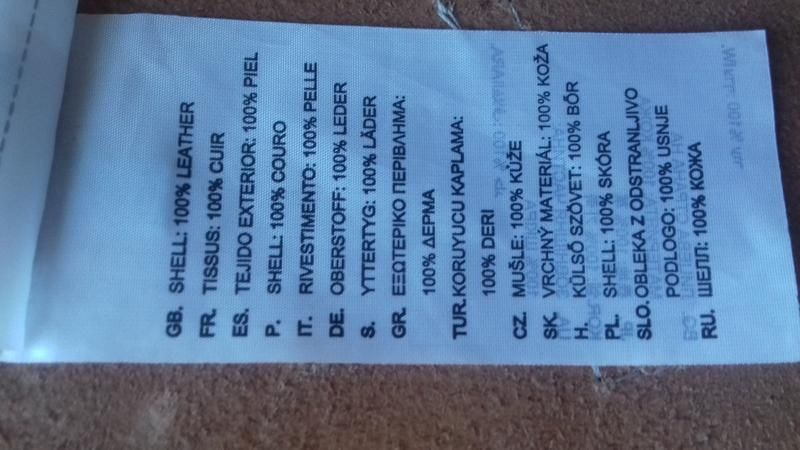 GB. SHELL: 100% LEATHER
FR. TISSUS: 100% CUIR
ES. TEJIDO EXTERIOR: 100% PIEL
P. SHELL: 100% COURO
IT. RIVESTIMENTO: 100% PELLE
DE. OBERSTOFF: 100% LEDER
S. YTTERTYG: 100% LÄDER
GR. ΕΞΩΤΕΡΙΚΟ ΠΕΡΙΒΛΗΜΑ:
100% ΔΕΡΜΑ
TUR.KORUYUCU KAPLAMA:
100% DERI
CZ. MUŠLE: 100% KŮŽE
SK. VRCHNÝ MATERIÁL: 100% KOŽA
H. KÜLSŐ SZÖVET: 100% BŐR
PL. SHELL: 100% SKÓRA
SLO.OBLEKA Z ODSTRANLJIVO
PODLOGO: 100% USNJE
RU. ШЕЛЛ: 100% КОЖА